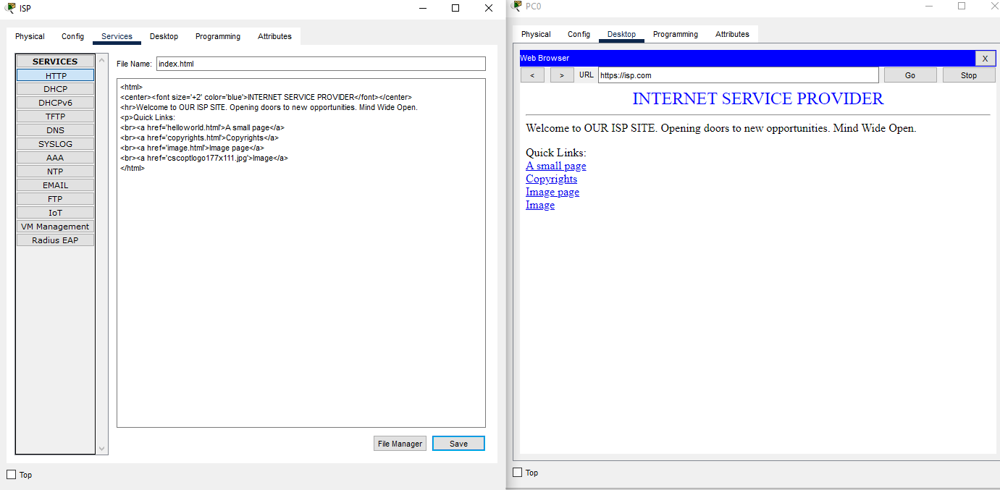 ISP
Physical Config Services Desktop Programming Attributes
SERVICES
HTTP
DHCP
DHCPv6
TFTP
DNS
SYSLOG
AAA
NTP
EMAIL
FTP
IoT
VM Management
Radius EAP
File Name: index.html
<html>
<center><font size='+2' color='blue'>INTERNET SERVICE PROVIDER</font></center>
<hr>Welcome to OUR ISP SITE. Opening doors to new opportunities. Mind Wide Open.
<p>Quick Links:
<br><a href='helloworld.html'>A small page</a>
<br><a href='copyrights.html'>Copyrights</a>
<br><a href='image.html'>Image page</a>
<br><a href='cscoptlogo177x111.jpg'>Image</a>
</html>
File Manager Save
Top
PC0
Physical Config Desktop Programming Attributes
Web Browser X
< > URL https://isp.com Go Stop
INTERNET SERVICE PROVIDER
Welcome to OUR ISP SITE. Opening doors to new opportunities. Mind Wide Open.
Quick Links:
A small page
Copyrights
Image page
Image
Top